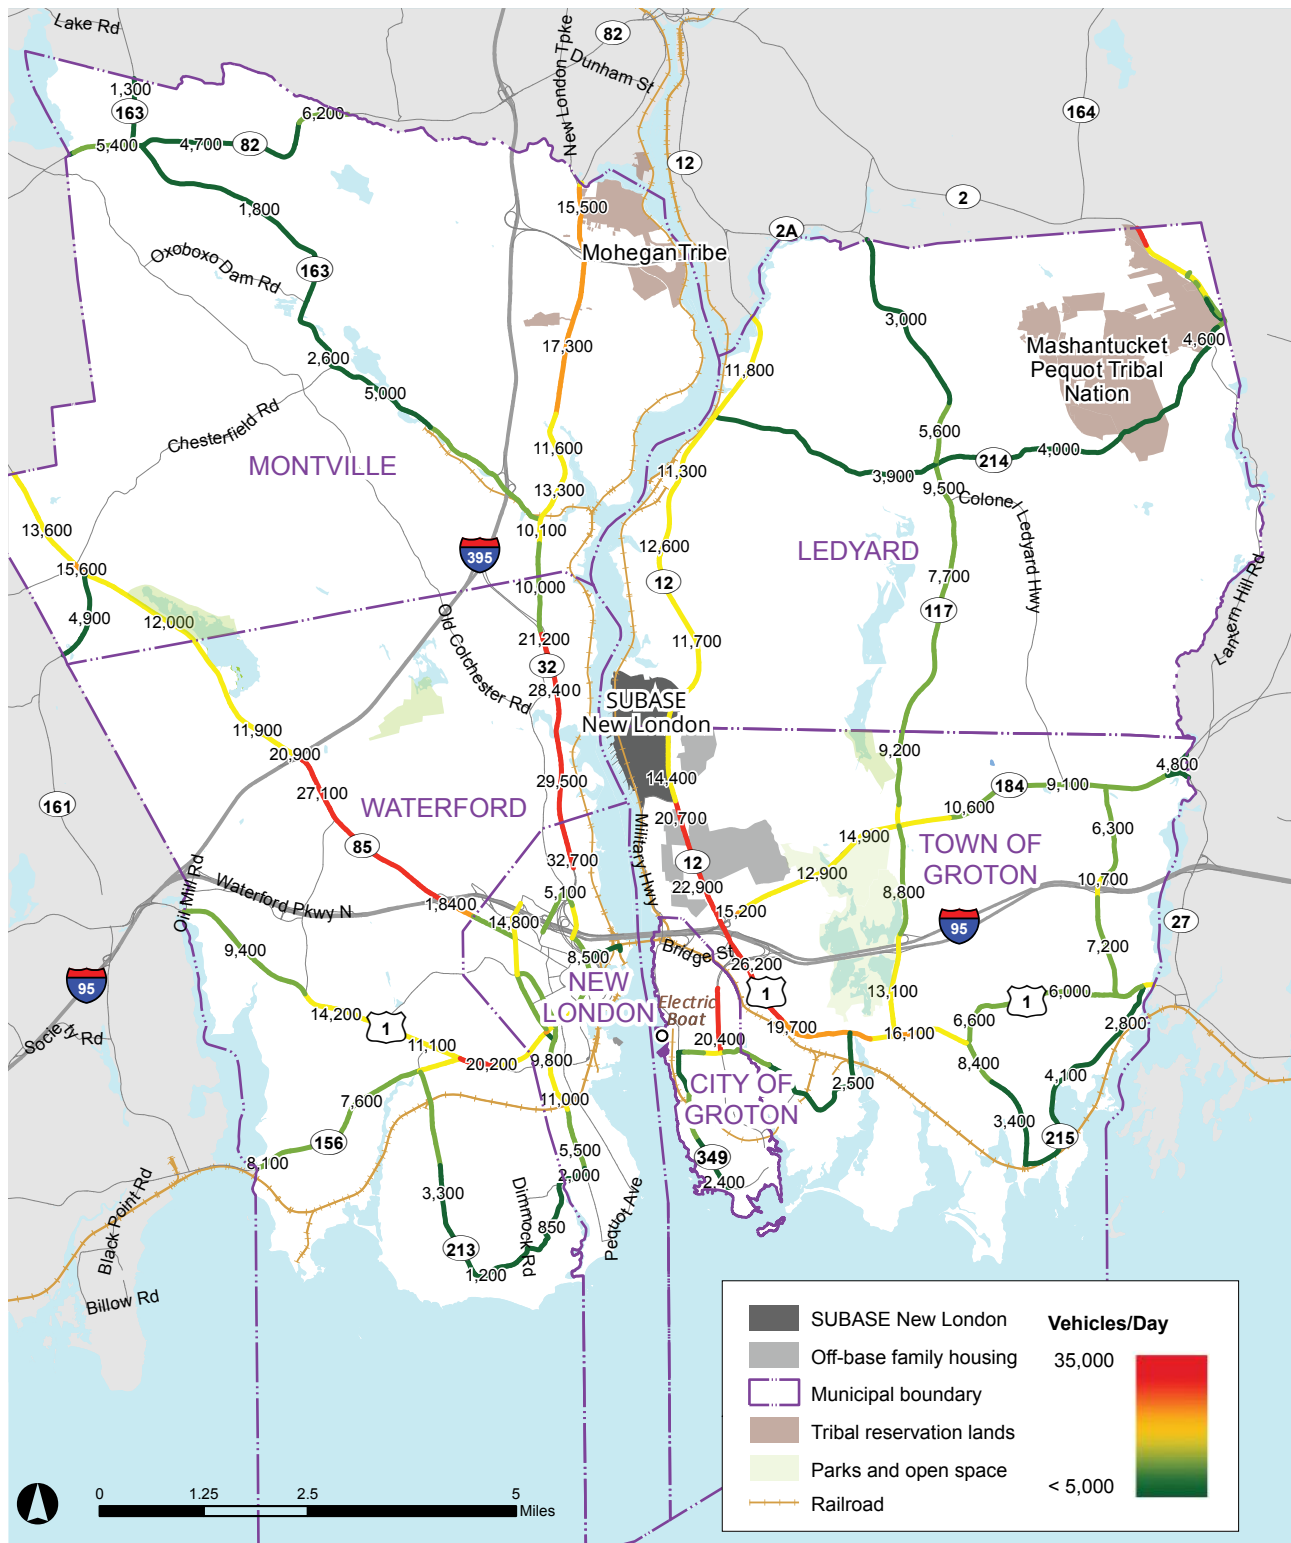 Lake Rd
82
New London Tpke
Dunham St
1,300
163
6,200
164
5,400
4,700
82
12
2
1,800
15,500
2A
Oxoboxo
Dam Rd
163
Mohegan Tribe
3,000
17,300
4,600
Mashantucket
Pequot Tribal
Nation
2,600
11,800
5,000
Chesterfield Rd
5,600
MONTVILLE
11,600
214
4,000
11,300
3,900
13,300
9,500
Colonel Ledyard Hwy
13,600
10,100
12,600
LEDYARD
395
15,600
10,000
12
7,700
4,900
12,000
Old Colchester Rd
117
Lantern Hill Rd
21,200
11,700
32
28,400
SUBASE
New London
11,900
20,900
9,200
4,800
27,100
29,500
14,400
184
9,100
161
WATERFORD
10,600
20,700
Military Hwy
14,900
TOWN OF
GROTON
6,300
85
32,700
12
12,900
Oil Mill Rd
Waterford Pkwy N
5,100
22,900
8,800
10,700
1,8400
15,200
14,800
95
27
9,400
8,500
Bridge St
7,200
26,200
95
NEW
LONDON
Electric
Boat
1
13,100
1
6,000
14,200
1
6,600
2,800
Society Rd
11,100
20,400
19,700
16,100
20,200
9,800
8,400
4,100
7,600
11,000
CITY OF
GROTON
2,500
3,400
156
5,500
215
8,100
2,000
349
2,400
Black Point Rd
3,300
Dimmock Rd
850
Pequot Ave
213
1,200
Billow Rd
SUBASE New London
Off-base family housing
Municipal boundary
Tribal reservation lands
Parks and open space
Railroad
Vehicles/Day
35,000
< 5,000
0
1.25
2.5
5
Miles